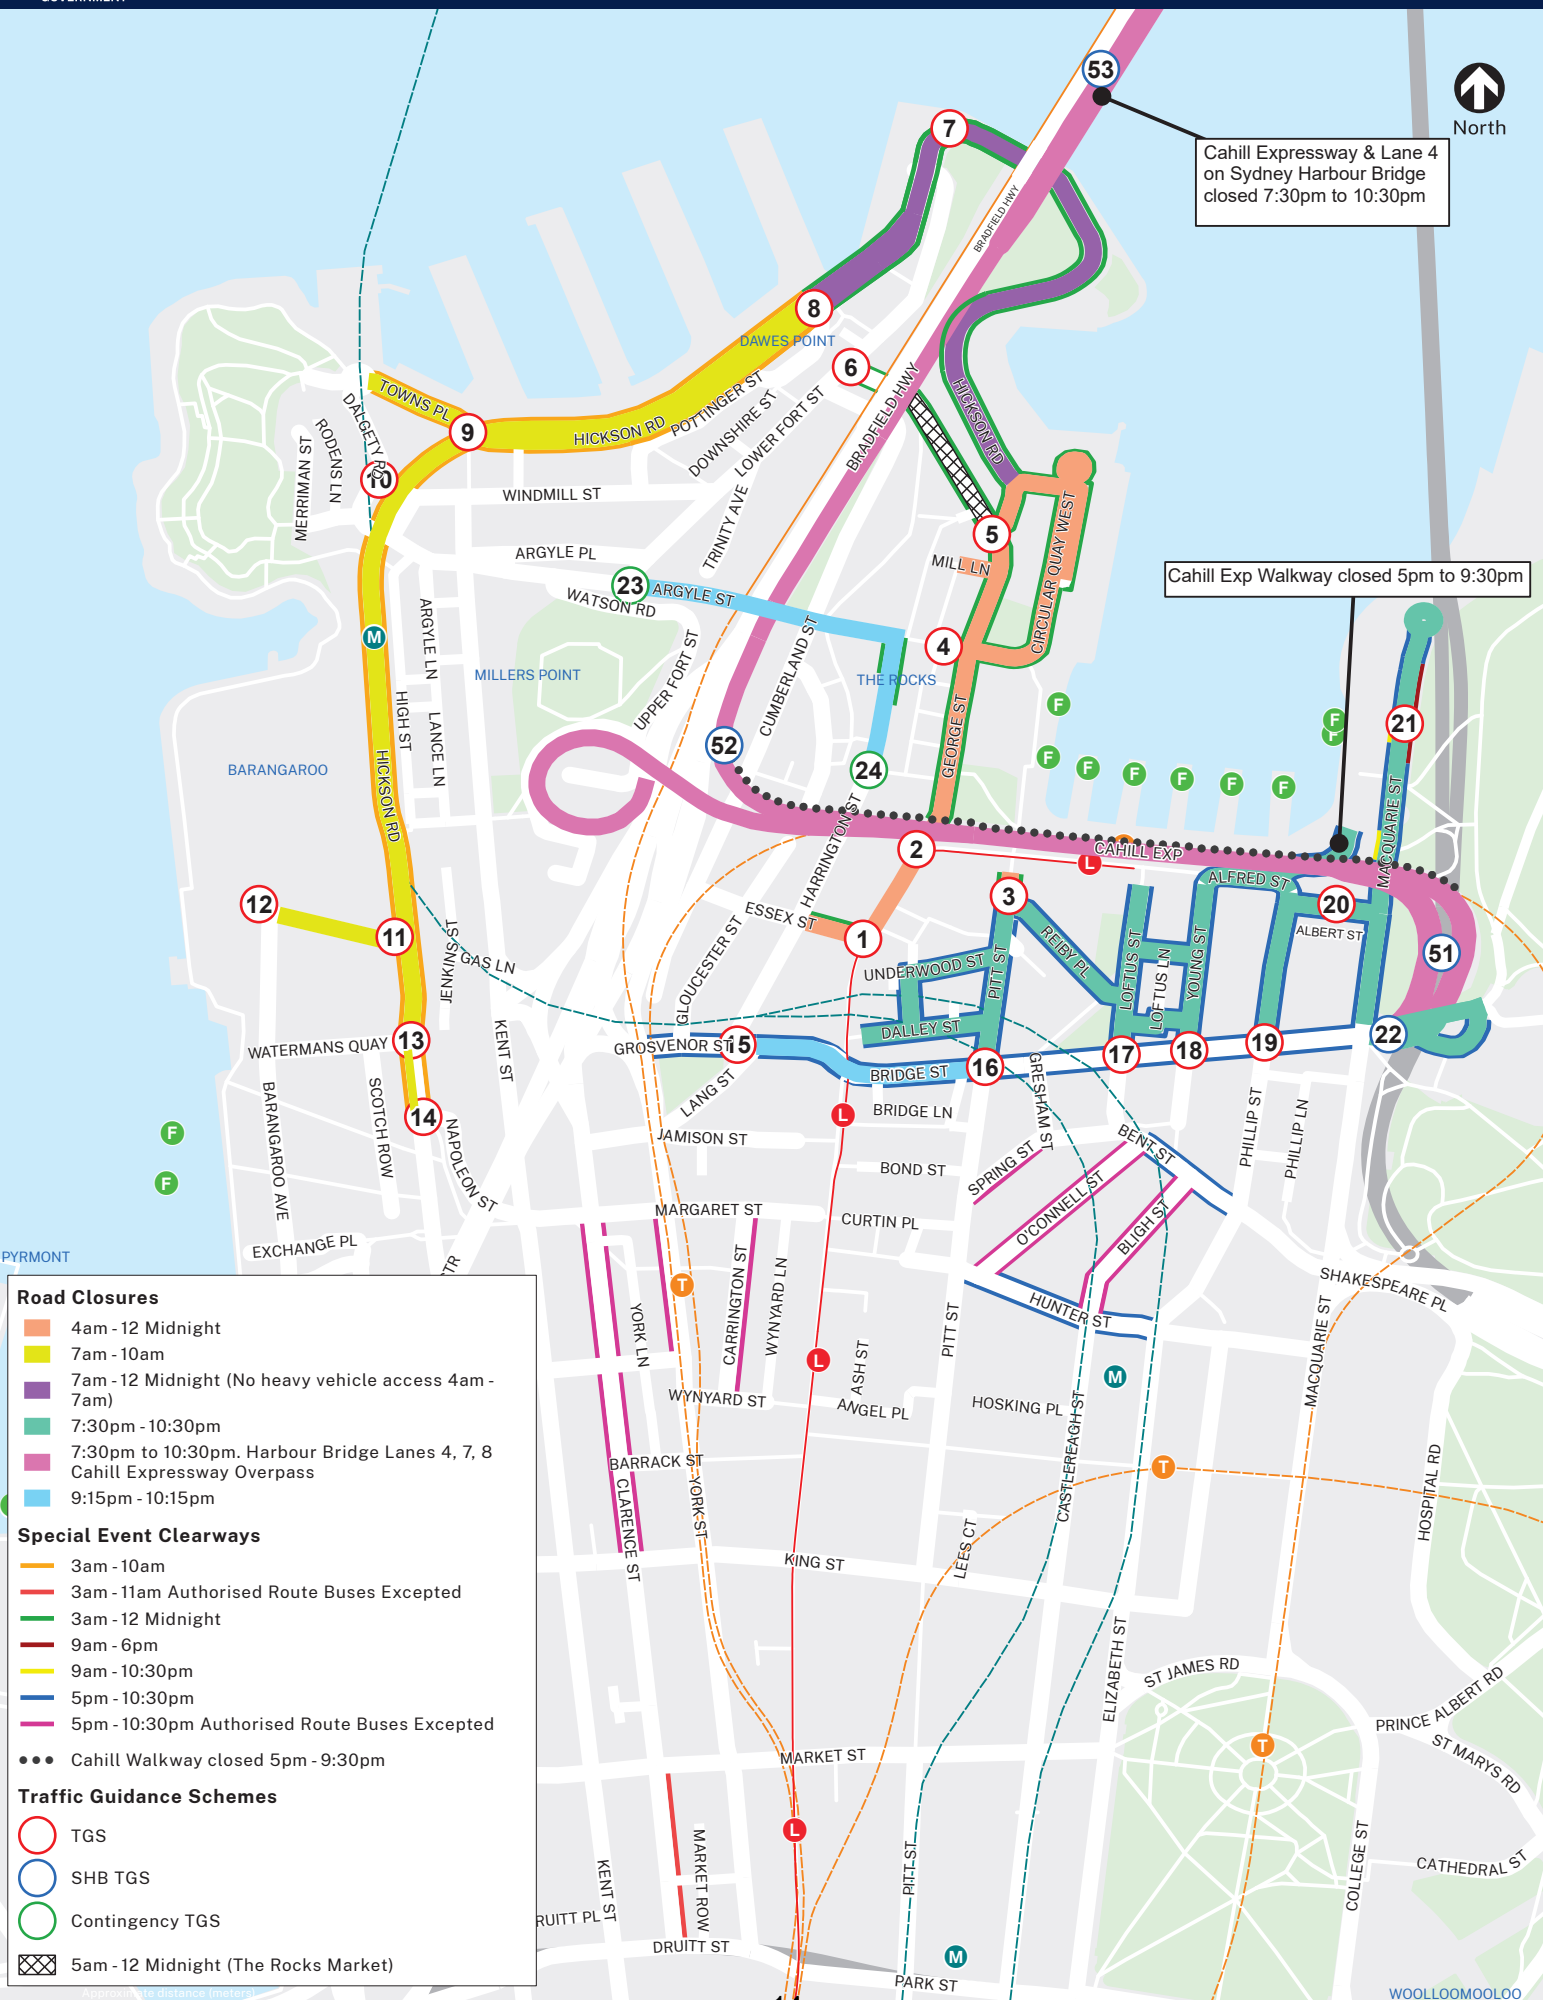 53
North
Cahill Expressway & Lane 4
on Sydney Harbour Bridge
closed 7:30pm to 10:30pm
7
BRADFIELD HWY
8
DAWES POINT
6
TOWNS PL
9
HICKSON RD
POTTINGER ST
DOWNSHIRE ST
LOWER FORT ST
BRADFIELD HWY
HICKSON RD
DALGETY RD
RODENS LN
MERRIMAN ST
10
WINDMILL ST
TRINITY AVE
5
CIRCULAR QUAY WEST
ARGYLE PL
MILL LN
Cahill Exp Walkway closed 5pm to 9:30pm
23
ARGYLE ST
WATSON RD
ARGYLE LN
M
4
UPPER FORT ST
CUMBERLAND ST
MILLERS POINT
THE ROCKS
F
F
F
21
HIGH ST
LANCE LN
52
GEORGE ST
BARANGAROO
24
F
F
F
F
F
F
HICKSON RD
HARRINGTON ST
MACQUARIE ST
2
CAHILL EXP
L
ALFRED ST
3
12
11
ESSEX ST
1
20
ALBERT ST
51
JENKINS ST
GAS LN
GLOUCESTER ST
UNDERWOOD ST
PITT ST
REIBY PL
LOFTUS ST
LOFTUS LN
YOUNG ST
DALLEY ST
WATERMANS QUAY
13
KENT ST
GROSVENOR ST
15
BRIDGE ST
16
17
18
19
22
LANG ST
GRESHAM ST
BARANGAROO AVE
SCOTCH ROW
14
NAPOLEON ST
L
BRIDGE LN
JAMISON ST
BOND ST
SPRING ST
BENT ST
PHILLIP ST
PHILLIP LN
F
F
MARGARET ST
CURTIN PL
O'CONNELL ST
BLIGH ST
EXCHANGE PL
PYRMONT
T
CARRINGTON ST
WYNYARD LN
YORK LN
HUNTER ST
SHAKESPEARE PL
MACQUARIE ST
PITT ST
L
ASH ST
M
WYNYARD ST
ANGEL PL
HOSKING PL
CASTLEREAGH ST
BARRACK ST
T
CLARENCE ST
YORK ST
HOSPITAL RD
LEES CT
KING ST
ELIZABETH ST
ST JAMES RD
PRINCE ALBERT RD
ST MARYS RD
T
MARKET ST
L
MARKET ROW
KENT ST
PITT ST
COLLEGE ST
CATHEDRAL ST
RUITT PL
DRUITT ST
M
PARK ST
WOOLLOOMOOLOO
Road Closures
4am - 12 Midnight
7am - 10am
7am - 12 Midnight (No heavy vehicle access 4am -
7am)
7:30pm - 10:30pm
7:30pm to 10:30pm. Harbour Bridge Lanes 4, 7, 8
Cahill Expressway Overpass
9:15pm - 10:15pm
Special Event Clearways
3am - 10am
3am - 11am Authorised Route Buses Excepted
3am - 12 Midnight
9am - 6pm
9am - 10:30pm
5pm - 10:30pm
5pm - 10:30pm Authorised Route Buses Excepted
Cahill Walkway closed 5pm - 9:30pm
Traffic Guidance Schemes
TGS
SHB TGS
Contingency TGS
5am - 12 Midnight (The Rocks Market)
Approximate distance (meters)